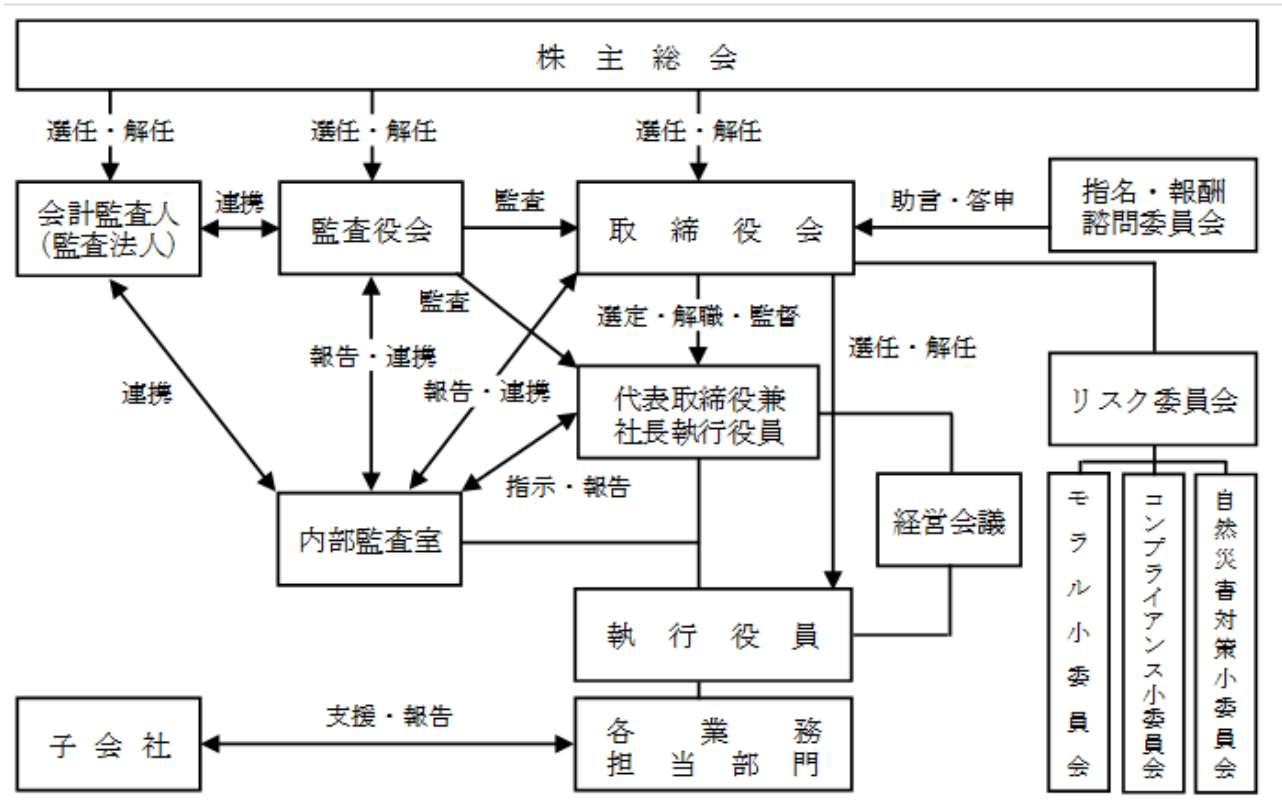 株主総会
選任・解任
選任・解任
選任・解任
会計監査人
(監査法人)
連携
監査役会
監査
取締役会
助言・答申
指名・報酬
諮問委員会
監査
選定・解職・監督
選任・解任
報告・連携
連携
報告・連携
代表取締役兼
社長執行役員
リスク委員会
指示・報告
内部監査室
経営会議
モラル小委員会
コンプライアンス小委員会
自然災害対策小委員会
執行役員
子会社
支援・報告
各業務
担当部門